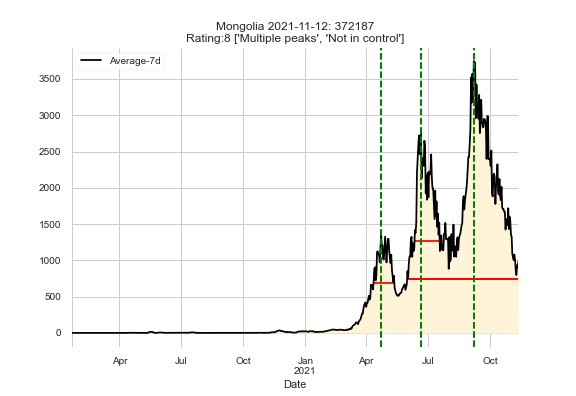 Mongolia 2021-11-12: 372187
Rating:8 ['Multiple peaks', 'Not in control']
Average-7d
3500
3000
2500
2000
1500
1000
500
0
Apr Jul Oct Jan Apr Jul Oct
2021
Date